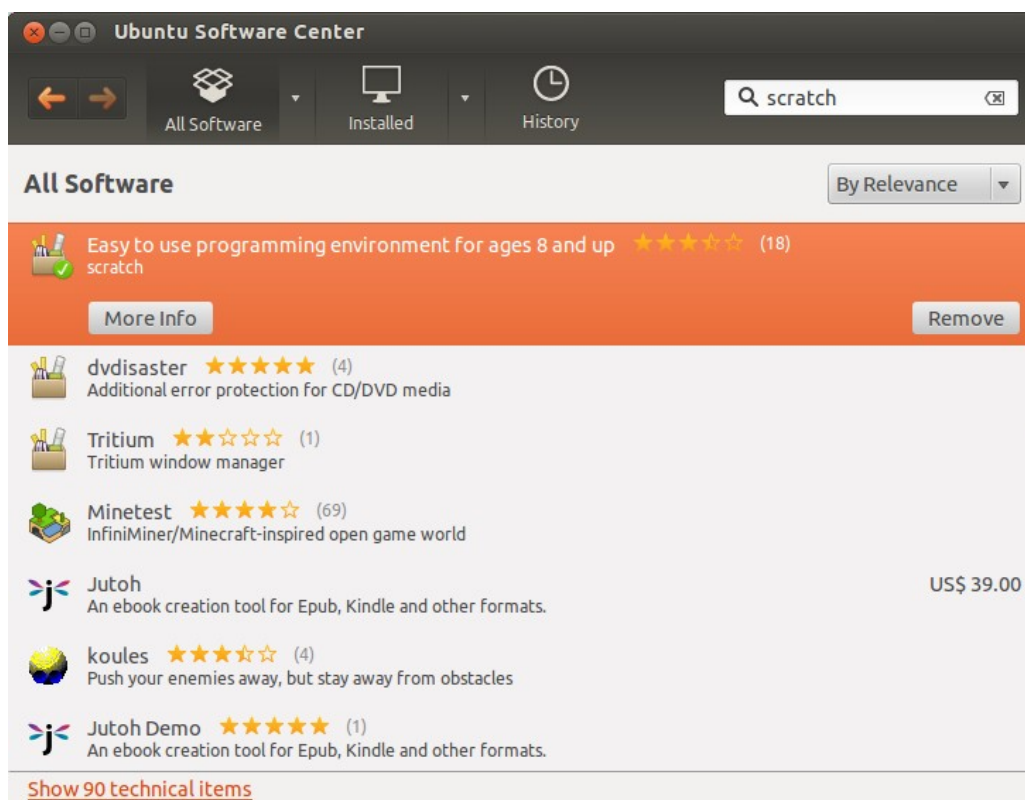 Ubuntu Software Center
All Software
Installed
History
scratch
All Software
By Relevance
Easy to use programming environment for ages 8 and up (18)
scratch
More Info
Remove
dvdisaster (4)
Additional error protection for CD/DVD media
Tritium (1)
Tritium window manager
Minetest (69)
InfiniMiner/Minecraft-inspired open game world
Jutoh US$ 39.00
An ebook creation tool for Epub, Kindle and other formats.
koules (4)
Push your enemies away, but stay away from obstacles
Jutoh Demo (1)
An ebook creation tool for Epub, Kindle and other formats.
Show 90 technical items